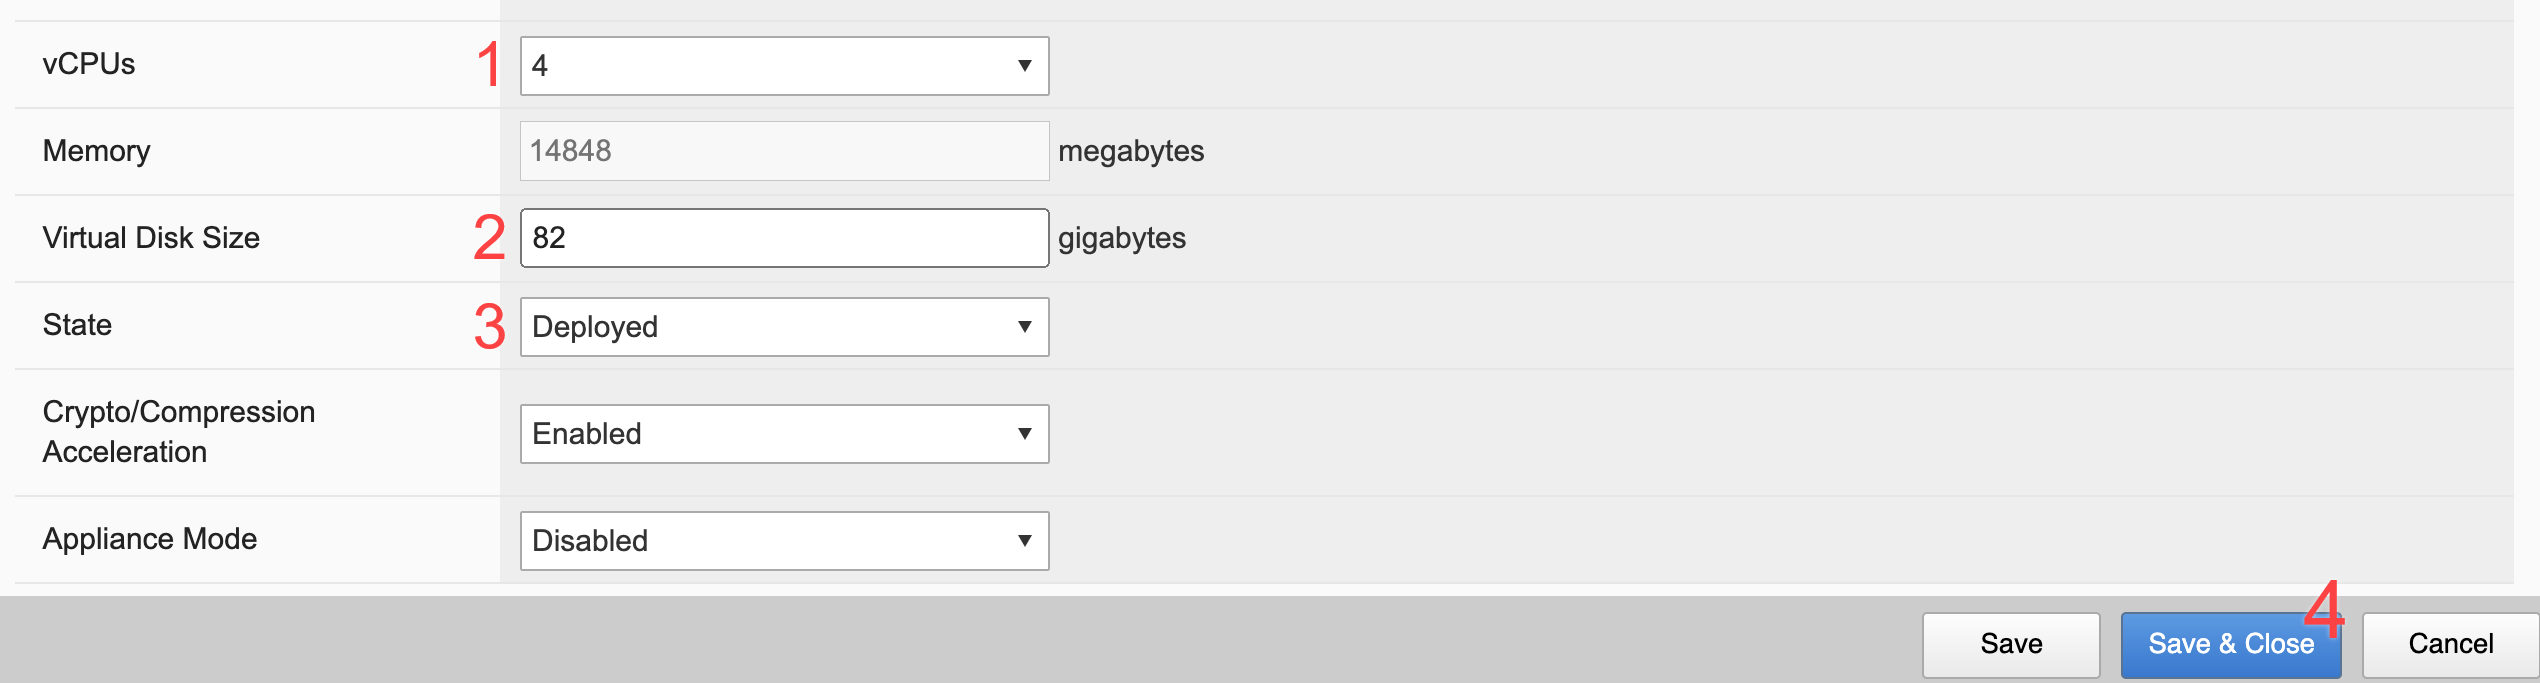 vCPUs 1 4
Memory 14848 megabytes
Virtual Disk Size 2 82 gigabytes
State 3 Deployed
Crypto/Compression
Acceleration
Enabled
Appliance Mode Disabled
4
Save Save & Close Cancel